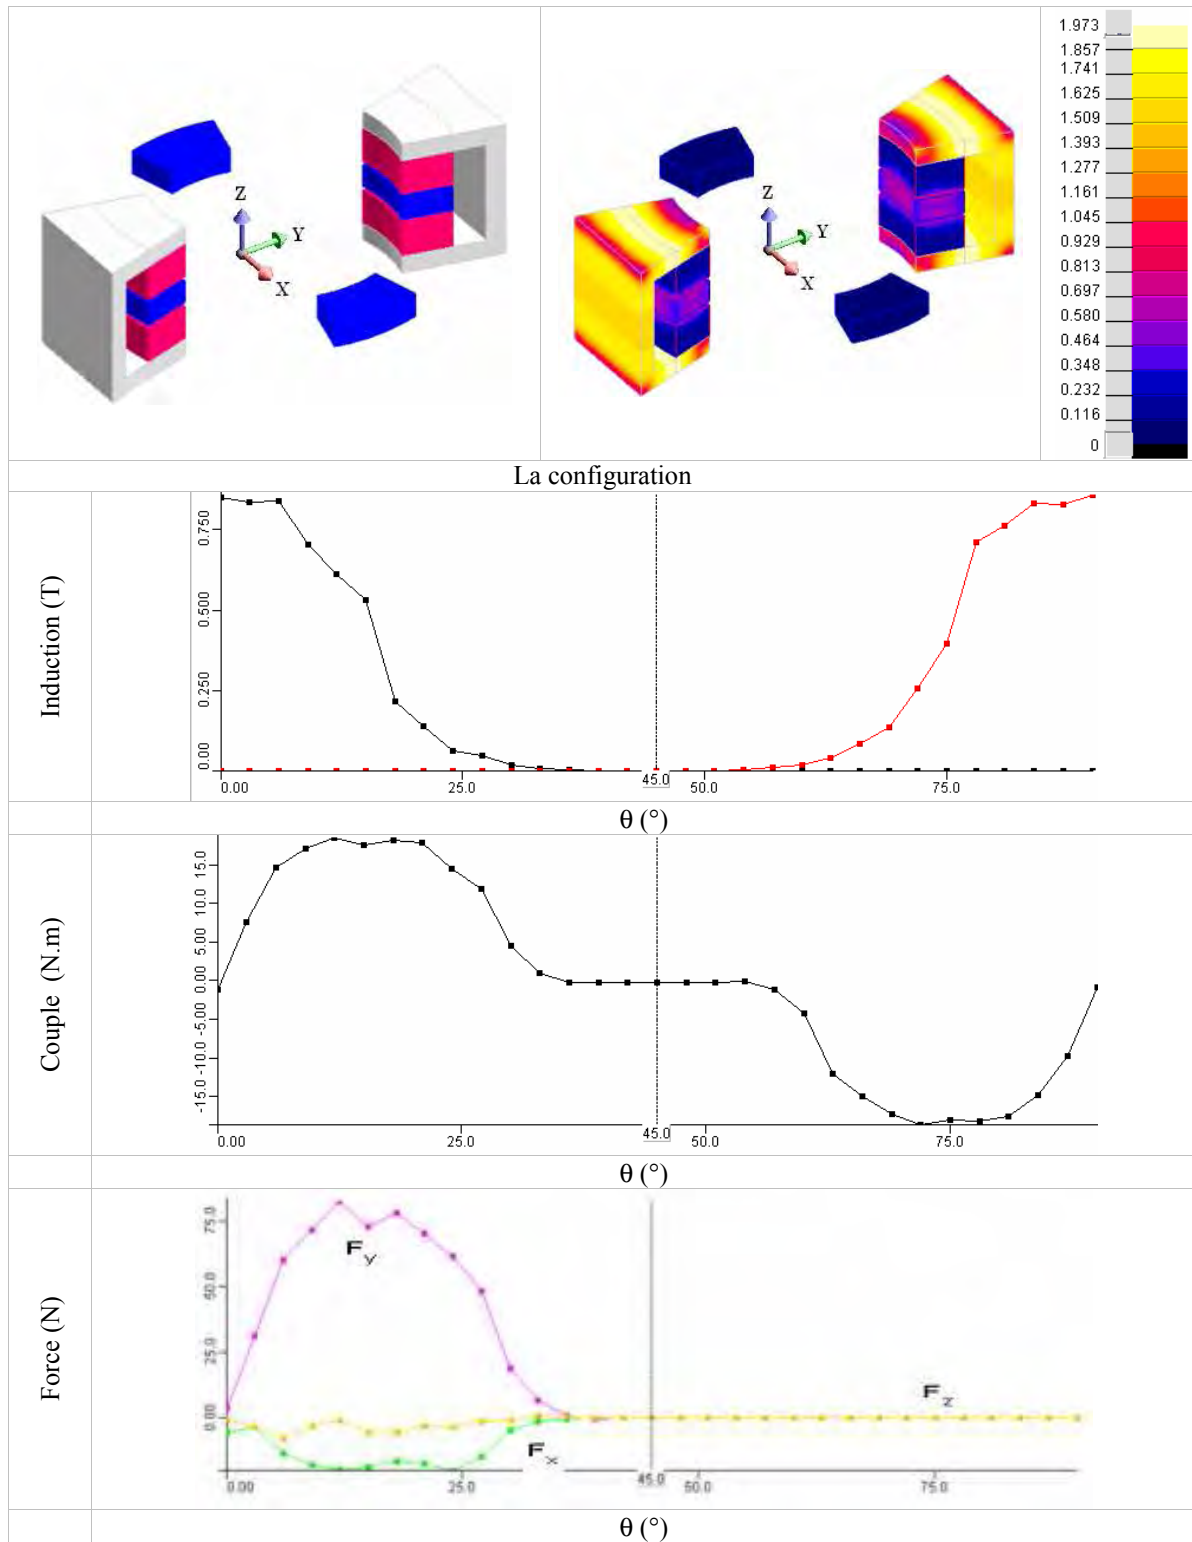 Z
Y
X
Z
Y
X
1.973
1.857
1.741
1.625
1.509
1.393
1.277
1.161
1.045
0.929
0.813
0.697
0.580
0.464
0.348
0.232
0.116
0
La configuration
Induction (T)
0.750
0.500
0.250
0.00
0.00 25.0 45.0 50.0 75.0
θ (°)
Couple (N.m)
15.0
10.0
5.00
0.00
-5.00
-10.0
-15.0
0.00 25.0 45.0 50.0 75.0
θ (°)
Force (N)
75.0
50.0
25.0
0.00
Fy
Fz
Fx
0.00 25.0 45.0 50.0 75.0
θ (°)